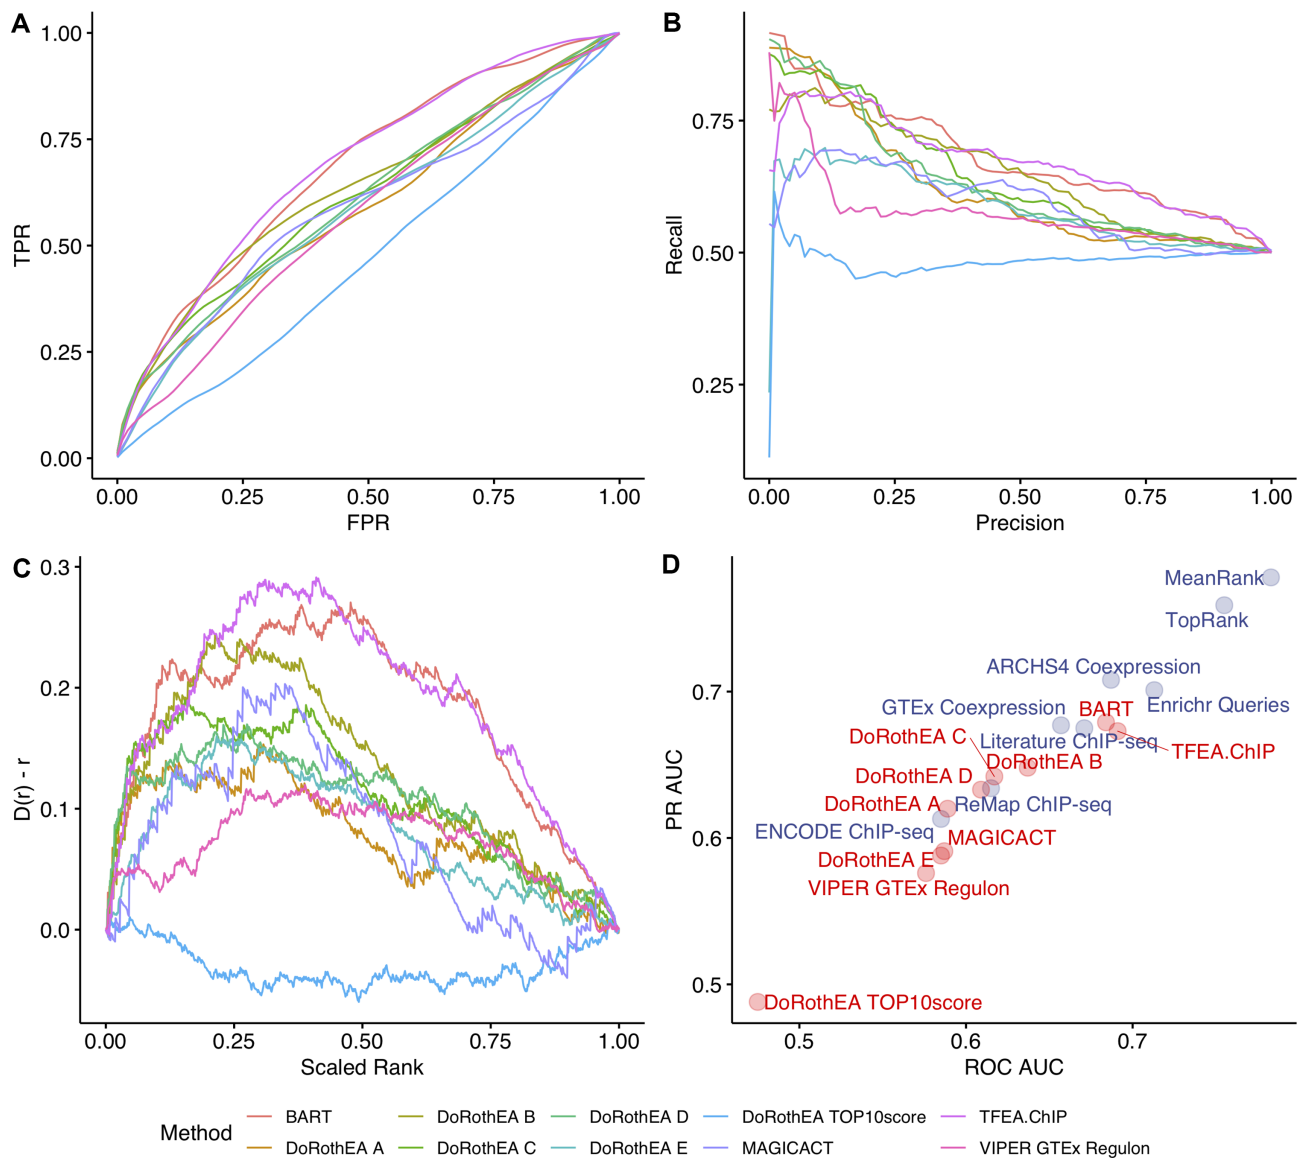 A
TPR
1.00
0.75
0.50
0.25
0.00
0.00 0.25 0.50 0.75 1.00
FPR
B
Recall
0.75
0.50
0.25
0.00 0.25 0.50 0.75 1.00
Precision
C
D(r) - r
0.3
0.2
0.1
0.0
0.00 0.25 0.50 0.75 1.00
Scaled Rank
D
PR AUC
0.7
0.6
0.5
MeanRank
TopRank
ARCHS4 Coexpression
Enrichr Queries
GTEx Coexpression
BART
DoRothEA C
Literature ChIP-seq
TFEA.ChIP
DoRothEA B
DoRothEA D
DoRothEA A
ReMap ChIP-seq
ENCODE ChIP-seq
MAGICACT
DoRothEA E
VIPER GTEx Regulon
DoRothEA TOP10score
0.5 0.6 0.7
ROC AUC
Method
BART DoRothEA B DoRothEA D DoRothEA TOP10score TFEA.ChIP
DoRothEA A DoRothEA C DoRothEA E MAGICACT VIPER GTEx Regulon